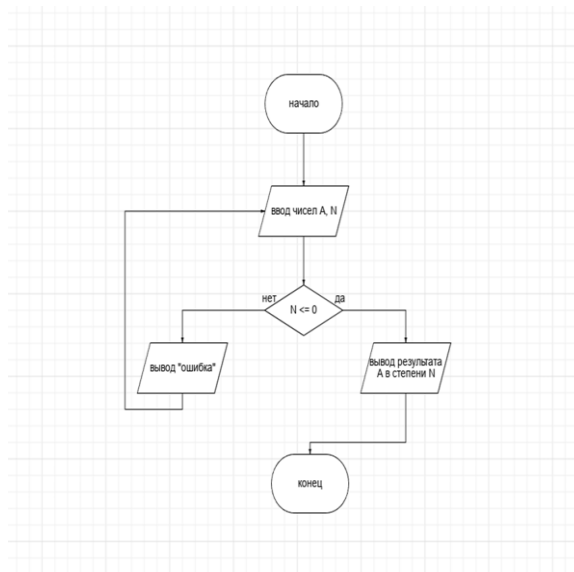 начало
ввод чисел A, N
нет
да
N <= 0
вывод "ошибка"
вывод результата
A в степени N
конец